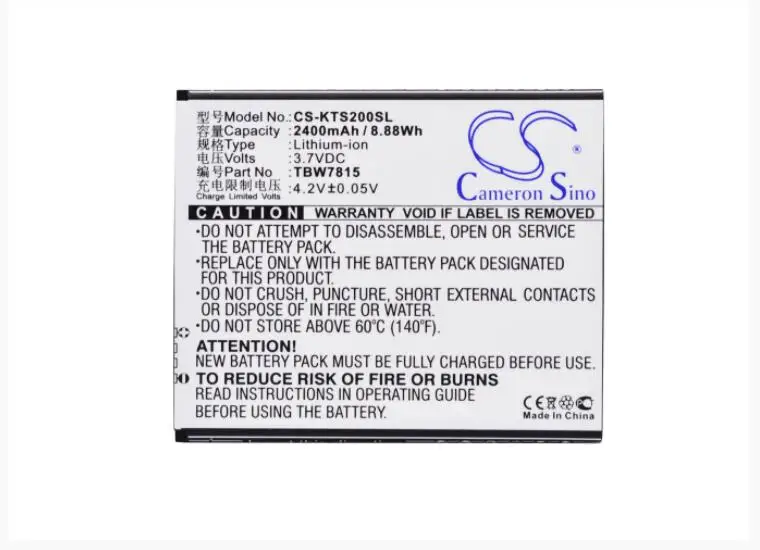 型号Model No.: CS-KTS200SL
容量Capacity: 2400mAh / 8.88Wh
规格Type: Lithium-ion
电压Volts: 3.7VDC
编号Part No.: TBW7815
充电限制电压: 4.2V±0.05V
Charge Limited Volts
CS
®
Cameron Sino
CAUTION WARRANTY VOID IF LABEL IS REMOVED
•DO NOT ATTEMPT TO DISASSEMBLE, OPEN OR SERVICE
THE BATTERY PACK.
•REPLACE ONLY WITH THE BATTERY PACK DESIGNATED
FOR THIS PRODUCT.
•DO NOT CRUSH, PUNCTURE, SHORT EXTERNAL CONTACTS
OR DISPOSE OF IN FIRE OR WATER.
•DO NOT STORE ABOVE 60°C (140°F).
ATTENTION!
NEW BATTERY PACK MUST BE FULLY CHARGED BEFORE USE.
TO REDUCE RISK OF FIRE OR BURNS
CAREFULLY READ OPERATING GUIDE
BEFORE USING BATTERY PACK
CE
Made in China